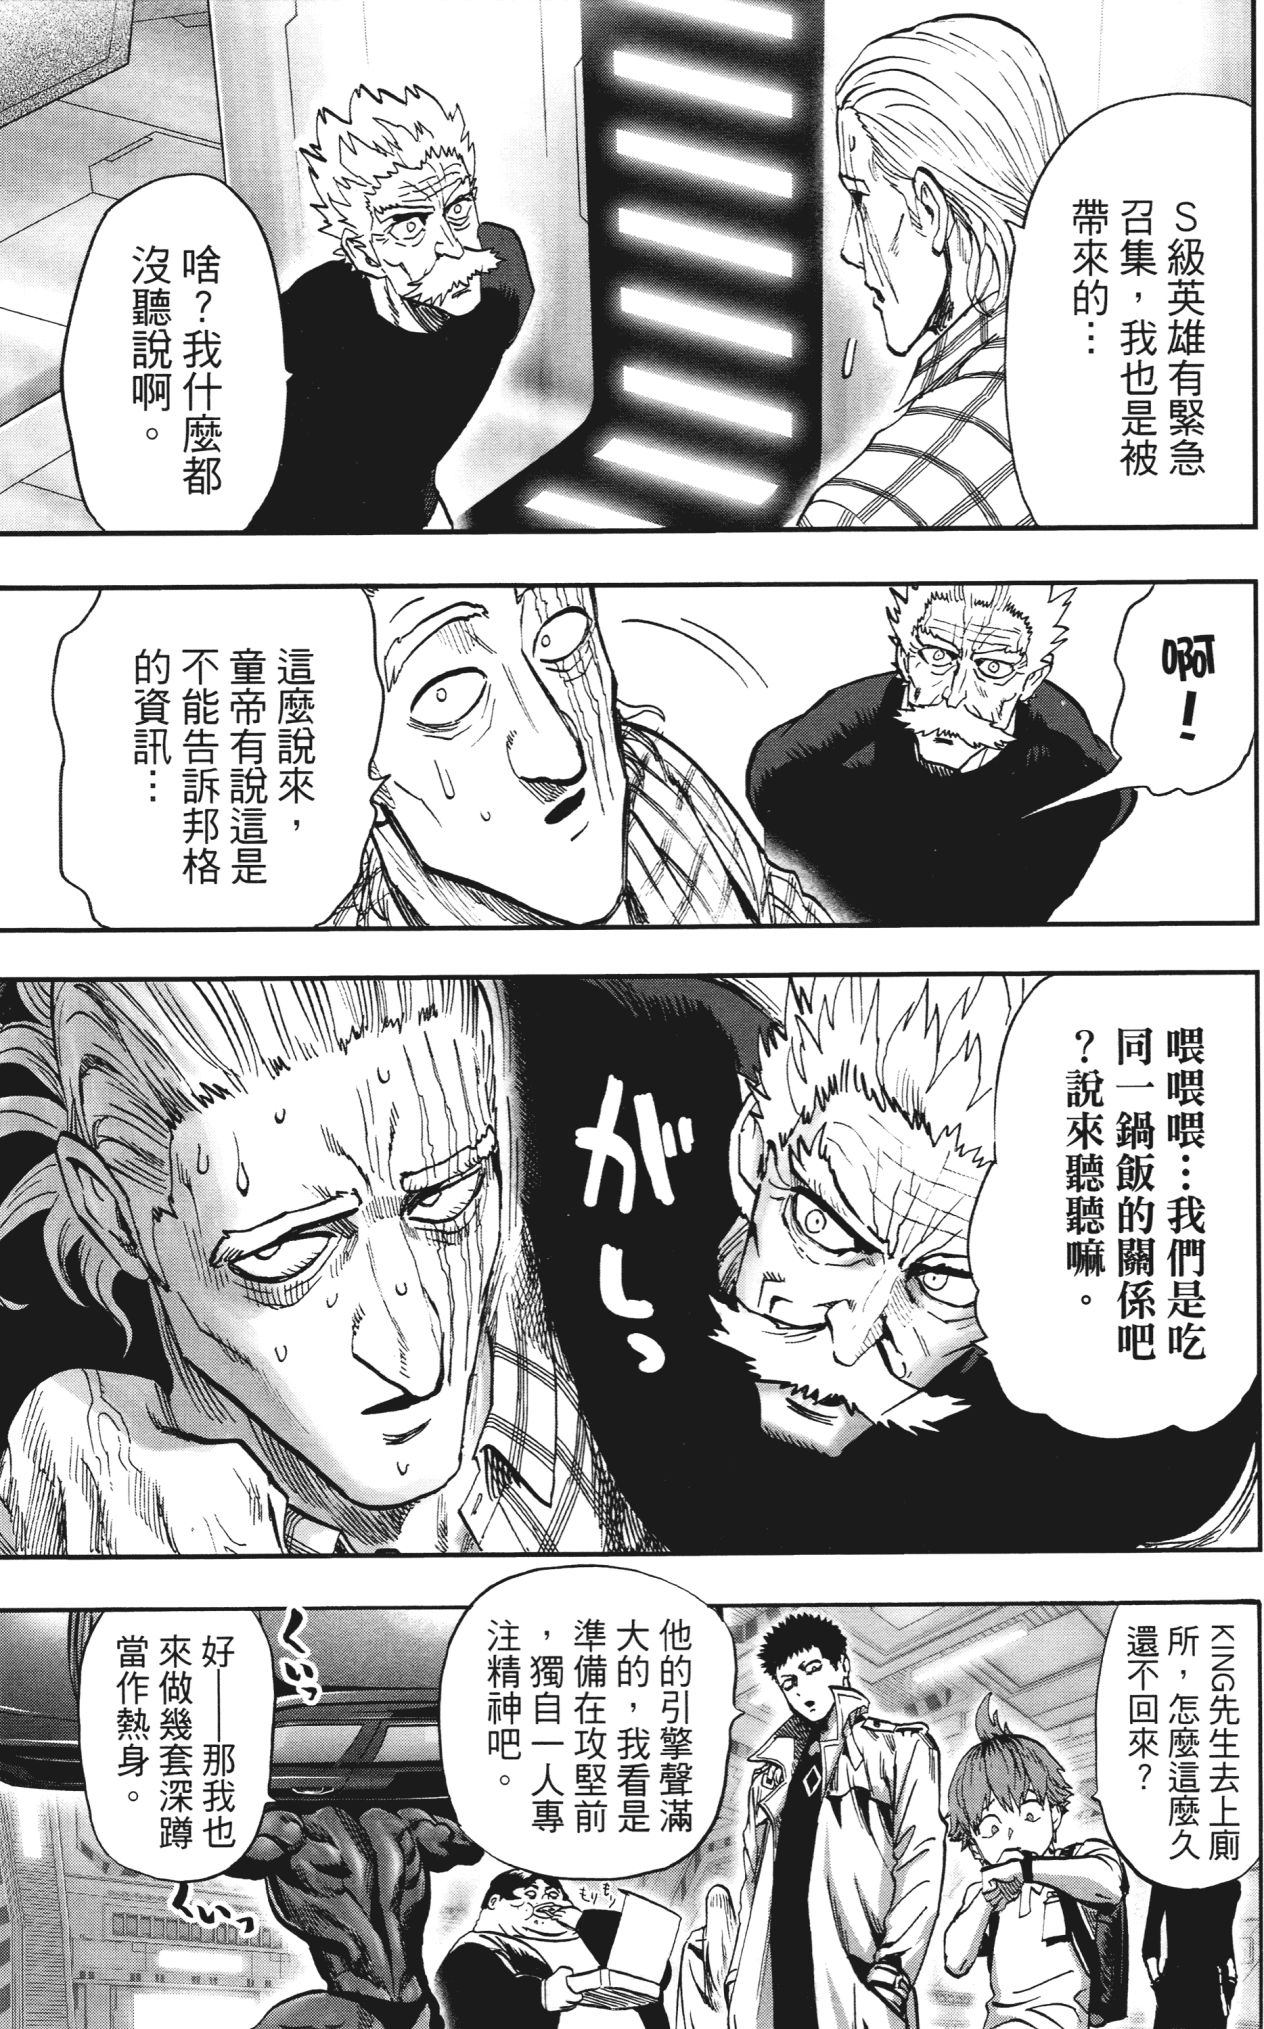 S級英雄有緊急
召集，我也是被
帶來的…
啥？我什麼都
沒聽說啊。
啊！
這麼說來，
童帝有說這是
不能告訴邦格
的資訊…
喂喂喂…我們是吃
同一鍋飯的關係吧
？說來聽聽嘛。
がしっ
KING先生去上廁
所，怎麼這麼久
還不回來？
他的引擎聲滿
大的，我看是
準備在攻堅前
，獨自一人專
注精神吧。
もりもり
ぐいっ
好——那我也
來做幾套深蹲
當作熱身。
ぐいっ